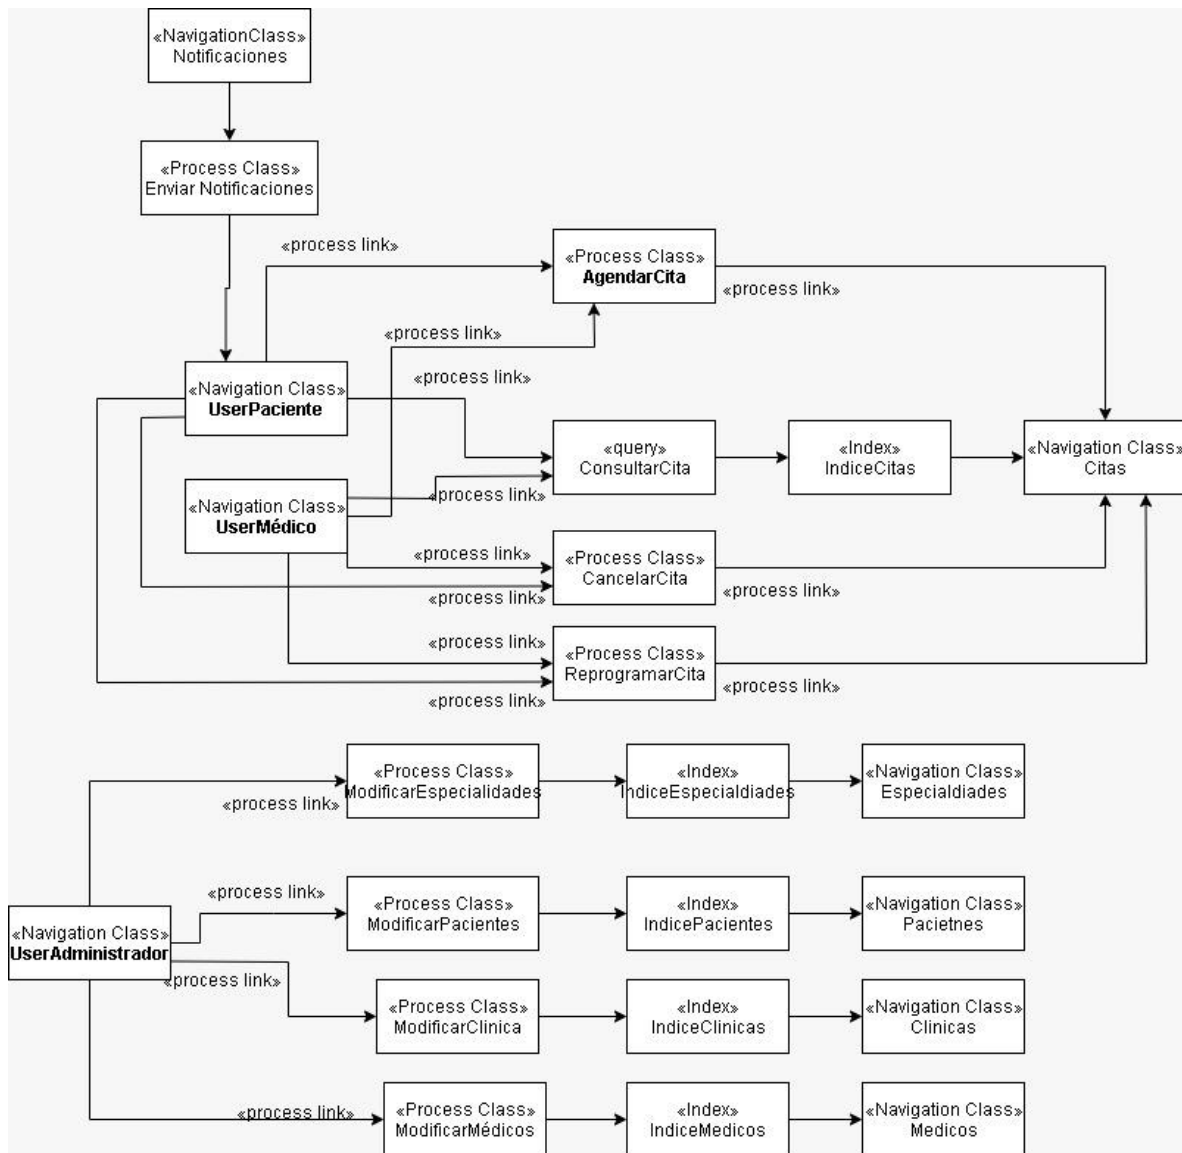 «NavigationClass»
Notificaciones
«Process Class»
Enviar Notificaciones
«process link»
«Process Class»
AgendarCita
«process link»
«process link»
«Navigation Class»
UserPaciente
«process link»
«query»
ConsultarCita
«Index»
IndiceCitas
«Navigation Class»
Citas
«Navigation Class»
UserMédico
«process link»
«process link»
«Process Class»
CancelarCita
«process link»
«process link»
«process link»
«Process Class»
ReprogramarCita
«process link»
«process link»
«Process Class»
ModificarEspecialidades
«Index»
IndiceEspecialdiades
«Navigation Class»
Especialdiades
«process link»
«process link»
«Process Class»
ModificarPacientes
«Index»
IndicePacientes
«Navigation Class»
Pacietnes
«Navigation Class»
UserAdministrador
«process link»
«Process Class»
ModificarClinica
«Index»
IndiceClinicas
«Navigation Class»
Clinicas
«process link»
«Process Class»
ModificarMédicos
«Index»
IndiceMedicos
«Navigation Class»
Medicos